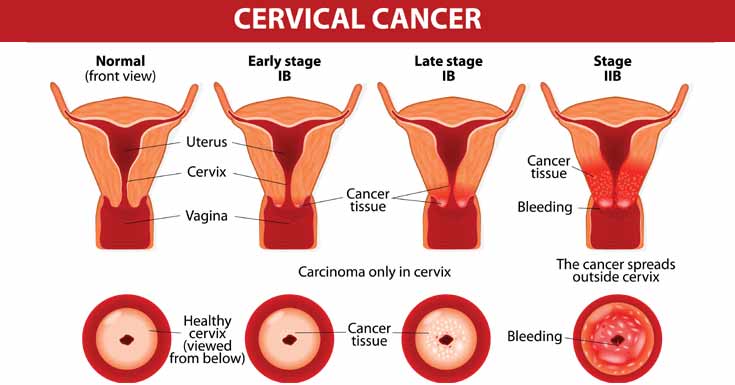 CERVICAL CANCER
Normal
(front view)
Early stage
IB
Late stage
IB
Stage
IIB
Uterus
Cervix
Vagina
Cancer
tissue
Cancer
tissue
Bleeding
Carcinoma only in cervix
The cancer spreads
outside cervix
Healthy
cervix
(viewed
from below)
Cancer
tissue
Bleeding